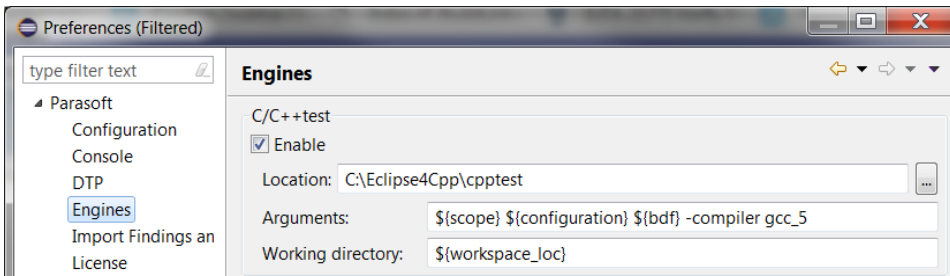 Preferences (Filtered)
type filter text
Parasoft
Configuration
Console
DTP
Engines
Import Findings an
License
Engines
C/C++test
Enable
Location: C:\Eclipse4Cpp\cpptest
...
Arguments: ${scope} ${configuration} ${bdf} -compiler gcc_5
Working directory: ${workspace_loc}